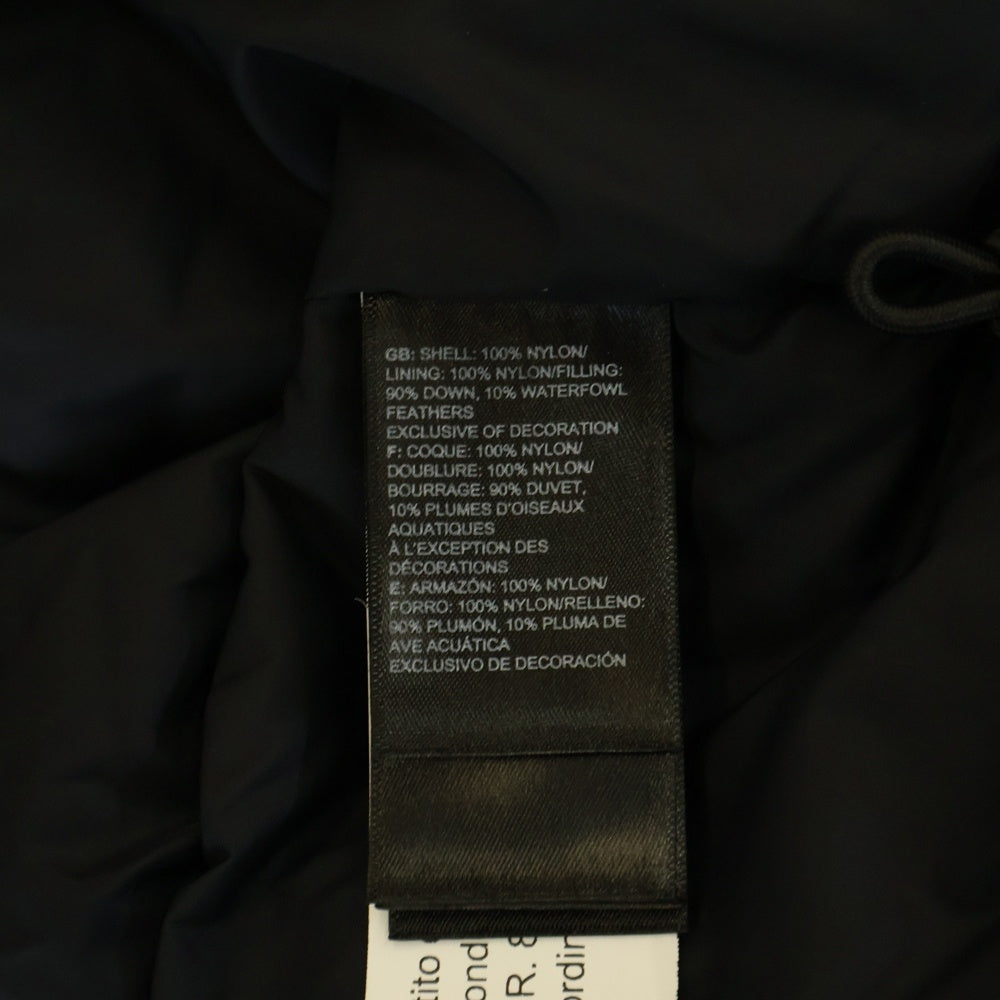 GB: SHELL: 100% NYLON/
LINING: 100% NYLON/FILLING:
90% DOWN, 10% WATERFOWL
FEATHERS
EXCLUSIVE OF DECORATION
F: COQUE: 100% NYLON/
DOUBLURE: 100% NYLON/
BOURRAGE: 90% DUVET,
10% PLUMES D'OISEAUX
AQUATIQUES
À L'EXCEPTION DES
DÉCORATIONS
E: ARMAZÓN: 100% NYLON/
FORRO: 100% NYLON/RELLENO:
90% PLUMÓN, 10% PLUMA DE
AVE ACUÁTICA
EXCLUSIVO DE DECORACIÓN